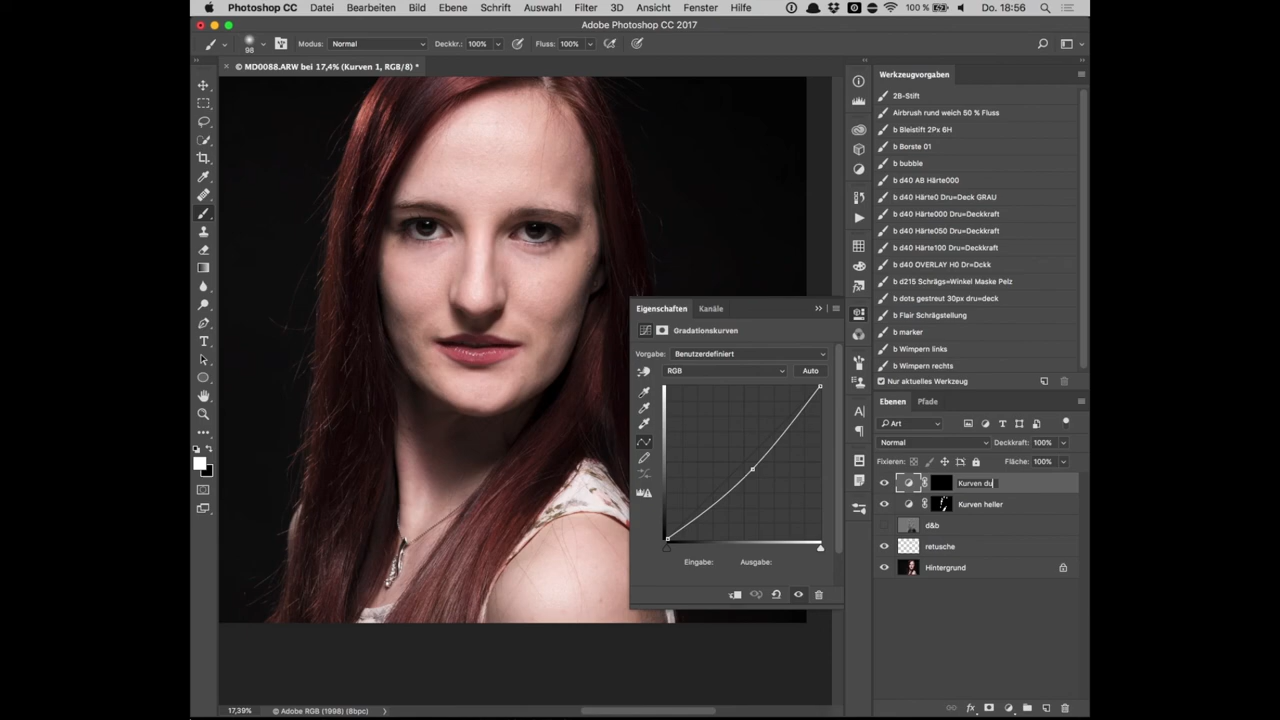 Photoshop CC Datei Bearbeiten Bild Ebene Schrift Auswahl Filter 3D Ansicht Fenster Hilfe 100 % Do. 18:56
Adobe Photoshop CC 2017
98 Modus: Normal Deckkr.: 100% Fluss: 100%
× © MD0088.ARW bei 17,4% (Kurven 1, RGB/8) *
Werkzeugvorgaben
2B-Stift
Airbrush rund weich 50 % Fluss
b Bleistift 2Px 6H
b Borste 01
b bubble
b d40 AB Härte000
b d40 Härte0 Dru=Deck GRAU
b d40 Härte000 Dru=Deckkraft
b d40 Härte050 Dru=Deckkraft
b d40 Härte100 Dru=Deckkraft
b d40 OVERLAY H0 Dr=Dckk
b d215 Schrägs=Winkel Maske Pelz
b dots gestreut 30px dru=deck
b Flair Schrägstellung
b marker
b Wimpern links
b Wimpern rechts
Nur aktuelles Werkzeug
Eigenschaften Kanäle
Gradationskurven
Vorgabe: Benutzerdefiniert
RGB Auto
Eingabe: Ausgabe:
Ebenen Pfade
Art
Normal Deckkraft: 100%
Fixieren: Fläche: 100%
Kurven du
Kurven heller
d&b
retusche
Hintergrund
17,39% © Adobe RGB (1998) (8bpc)